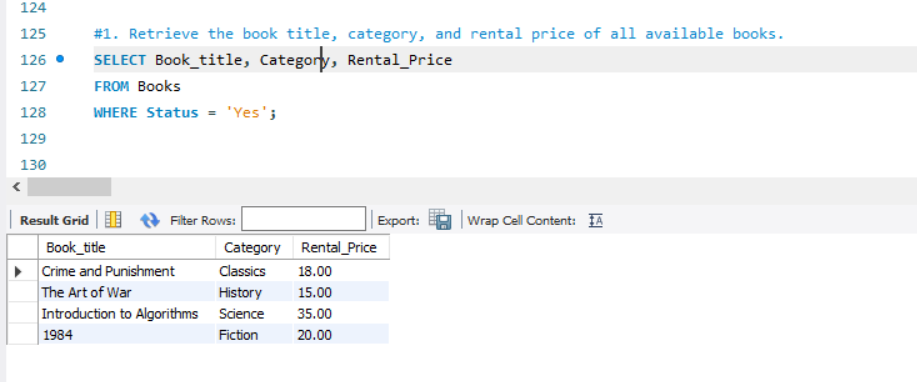 124
125 #1. Retrieve the book title, category, and rental price of all available books.
126 SELECT Book_title, Category, Rental_Price
127 FROM Books
128 WHERE Status = 'Yes';
129
130
Result Grid Filter Rows: Export: Wrap Cell Content:
Book_title Category Rental_Price
Crime and Punishment Classics 18.00
The Art of War History 15.00
Introduction to Algorithms Science 35.00
1984 Fiction 20.00